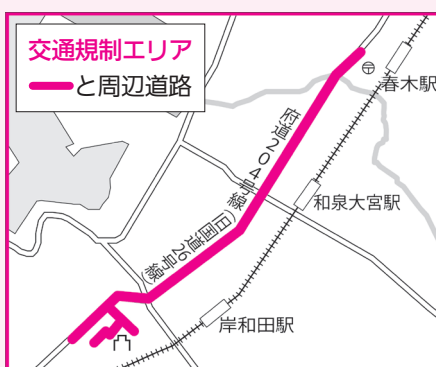 交通規制エリア
と周辺道路
春木駅
府道204号線
(旧国道26号線)
和泉大宮駅
岸和田駅